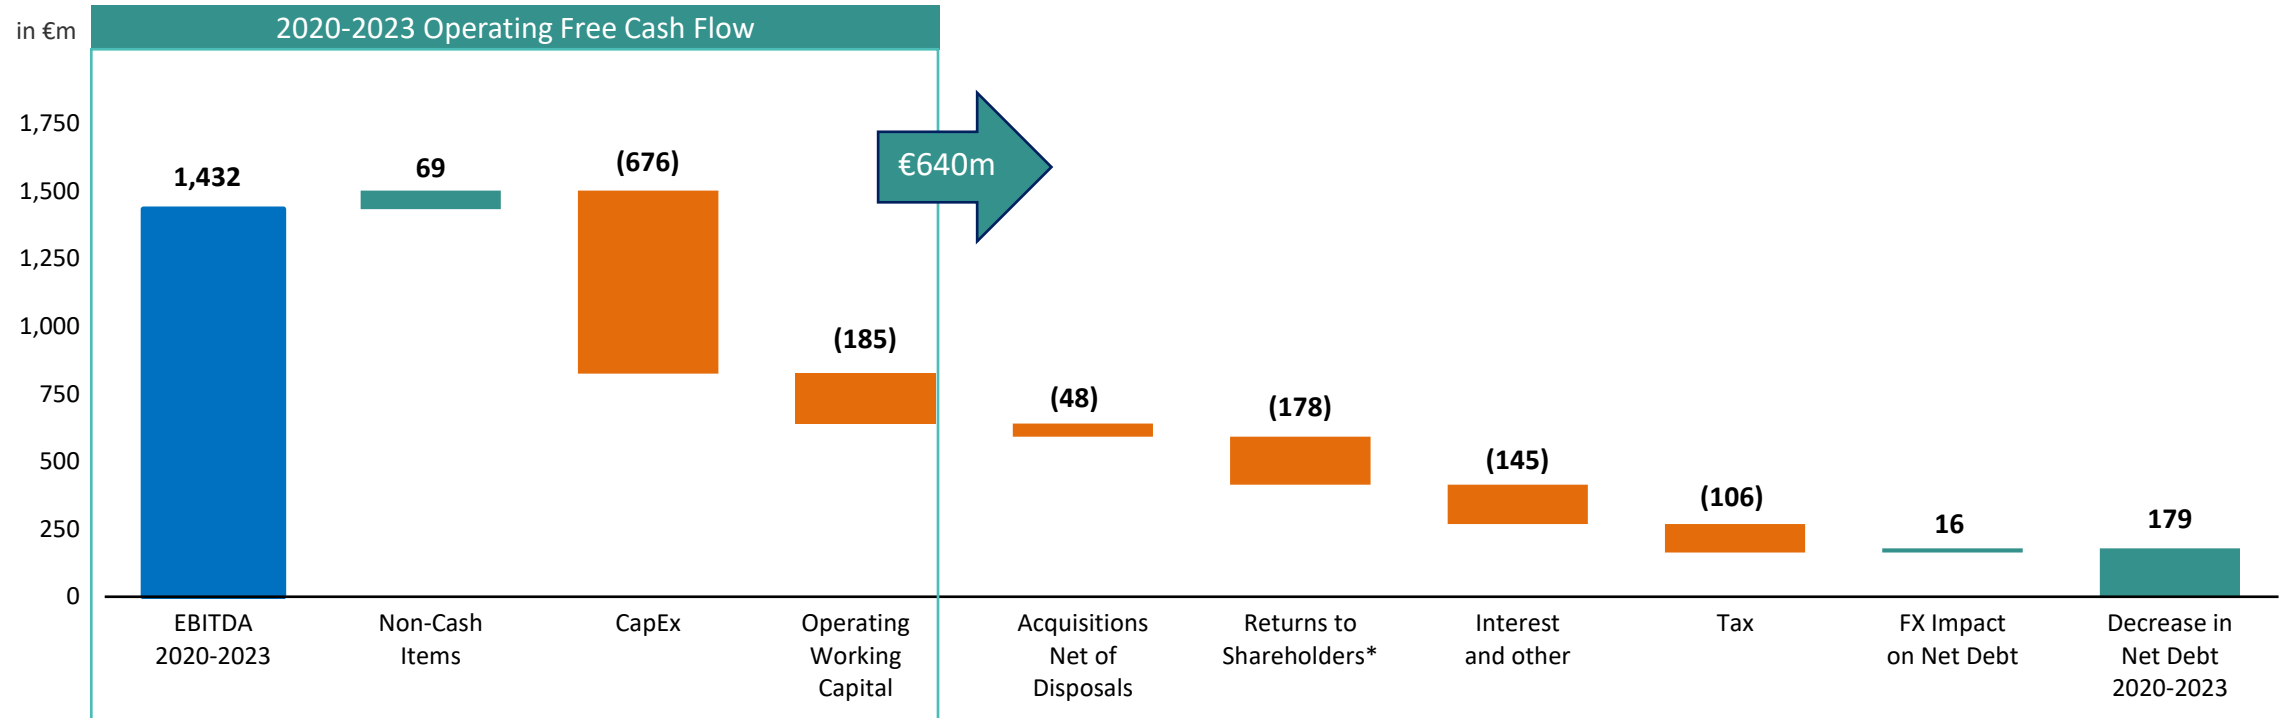 in €m
2020-2023 Operating Free Cash Flow
1,750
1,500
1,250
1,000
750
500
250
0
1,432
69
(676)
(185)
€640m
(48)
(178)
(145)
(106)
16
179
EBITDA
2020-2023
Non-Cash
Items
CapEx
Operating
Working
Capital
Acquisitions
Net of
Disposals
Returns to
Shareholders*
Interest
and other
Tax
FX Impact
on Net Debt
Decrease in
Net Debt
2020-2023